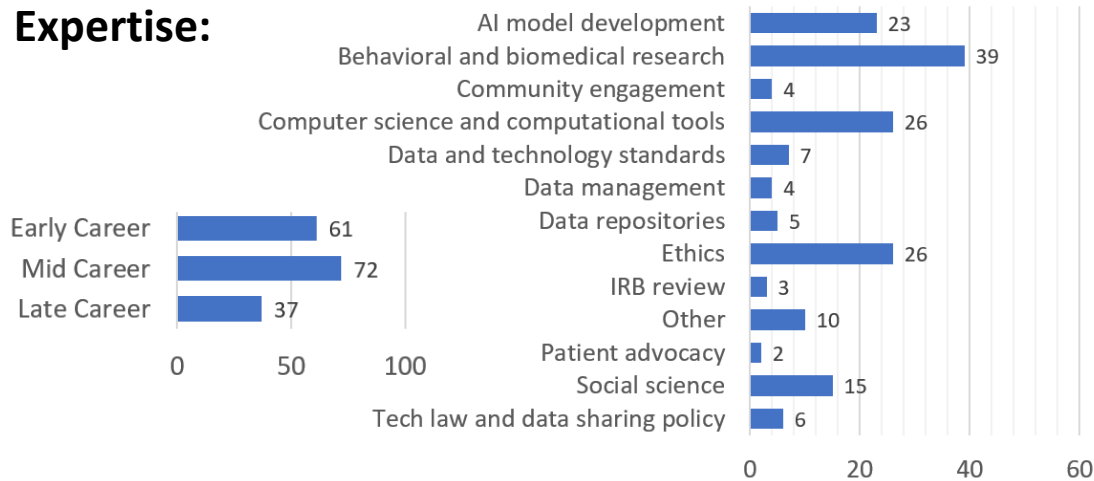 Expertise:
Early Career 61
Mid Career 72
Late Career 37
0 50 100
AI model development 23
Behavioral and biomedical research 39
Community engagement 4
Computer science and computational tools 26
Data and technology standards 7
Data management 4
Data repositories 5
Ethics 26
IRB review 3
Other 10
Patient advocacy 2
Social science 15
Tech law and data sharing policy 6
0 20 40 60